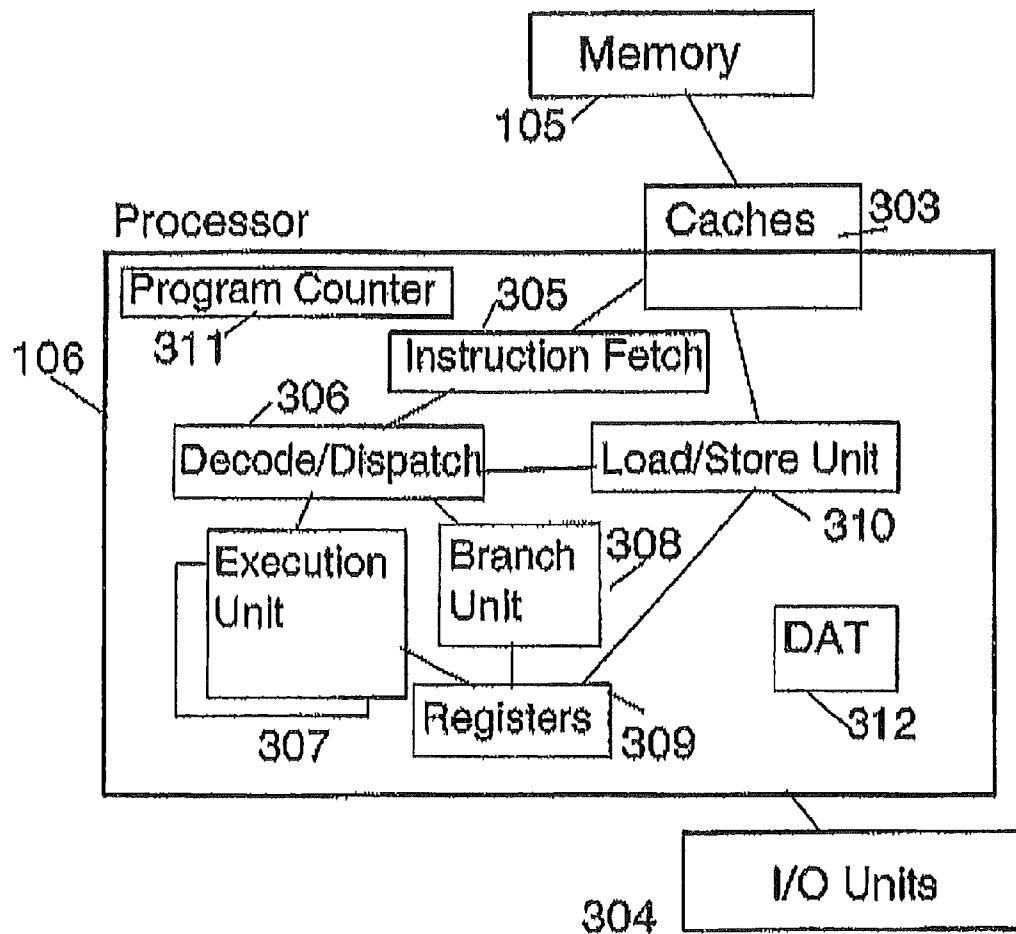 Memory
105
Processor
Caches
303
Program Counter
311
305
Instruction Fetch
106
306
Decode/Dispatch
Load/Store Unit
310
Execution
Unit
307
Branch
Unit
308
Registers
309
DAT
312
I/O Units
304